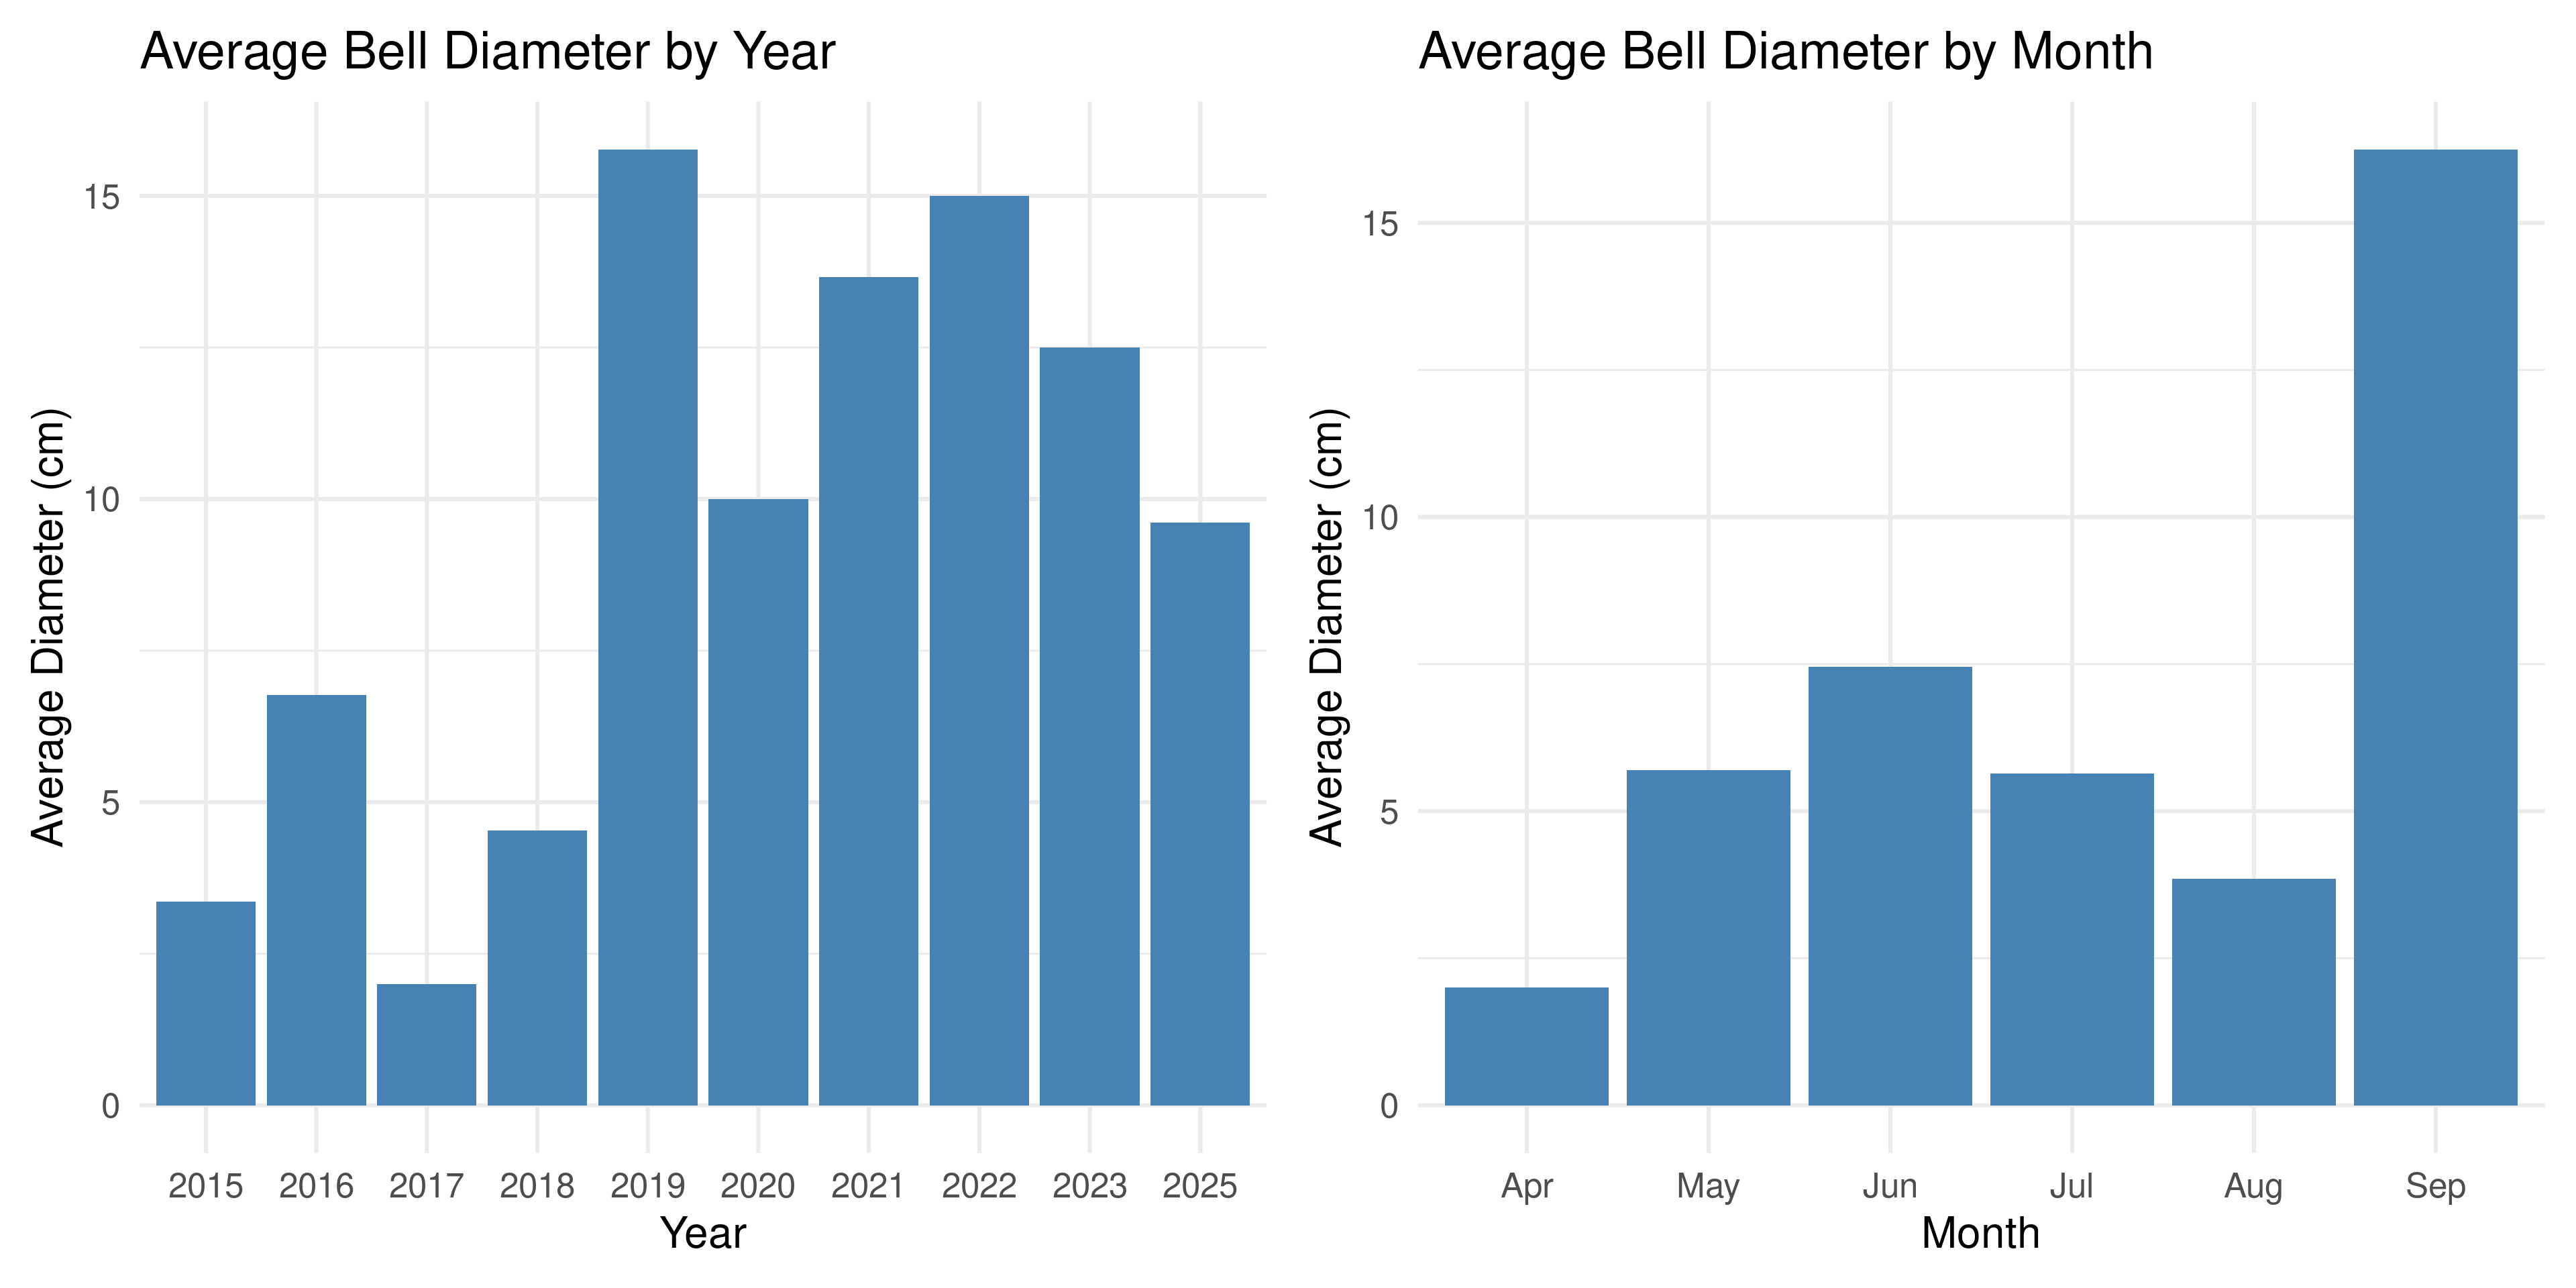 Average Bell Diameter by Year
Average Diameter (cm)
15
10
5
0
2015 2016 2017 2018 2019 2020 2021 2022 2023 2025
Year
Average Bell Diameter by Month
Average Diameter (cm)
15
10
5
0
Apr May Jun Jul Aug Sep
Month